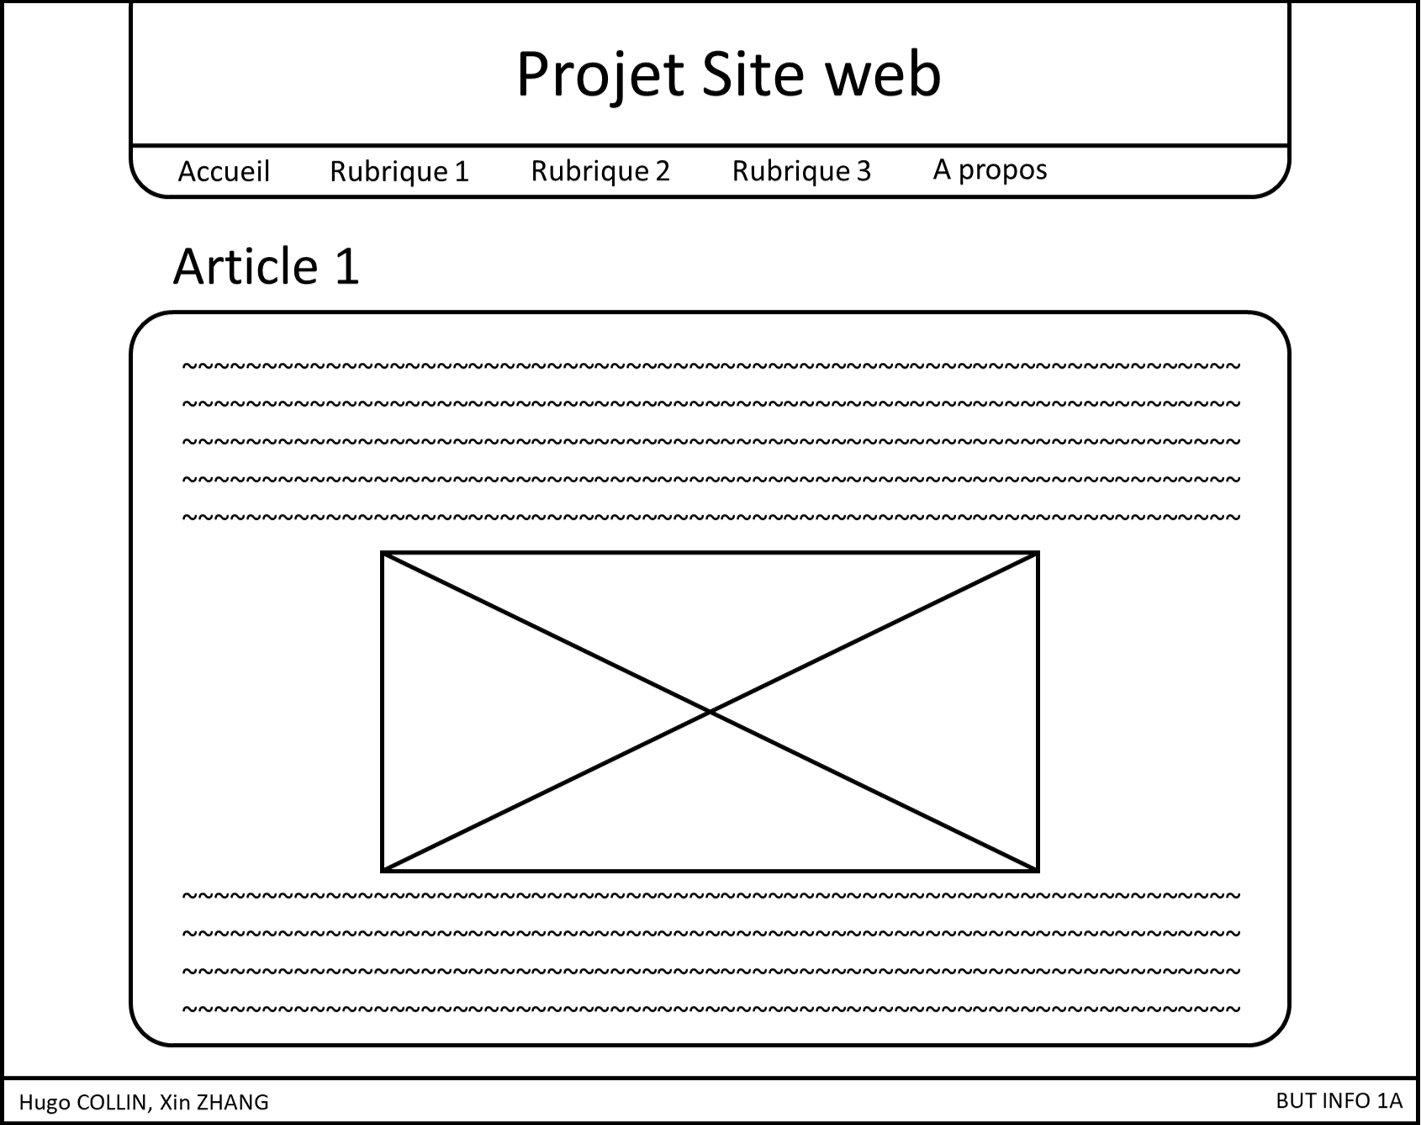 Projet Site web
Accueil Rubrique 1 Rubrique 2 Rubrique 3 A propos
Article 1
Hugo COLLIN, Xin ZHANG BUT INFO 1A